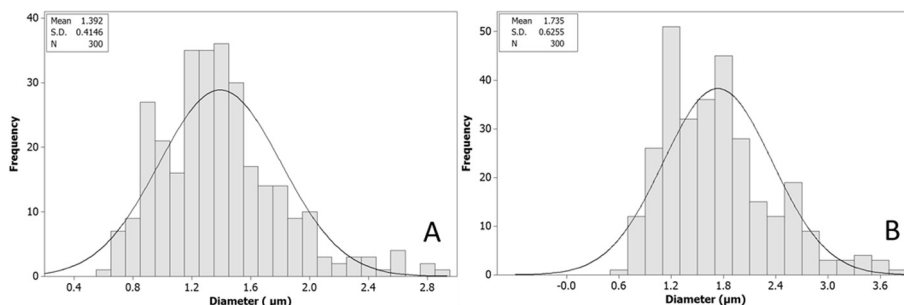 Mean 1.392
S.D. 0.4146
N 300
40
30
20
10
0
Frequency
0.4 0.8 1.2 1.6 2.0 2.4 2.8
Diameter ( µm)
A
Mean 1.735
S.D. 0.6255
N 300
50
40
30
20
10
0
-0.0 0.6 1.2 1.8 2.4 3.0 3.6
Frequency
Diameter (µm)
B